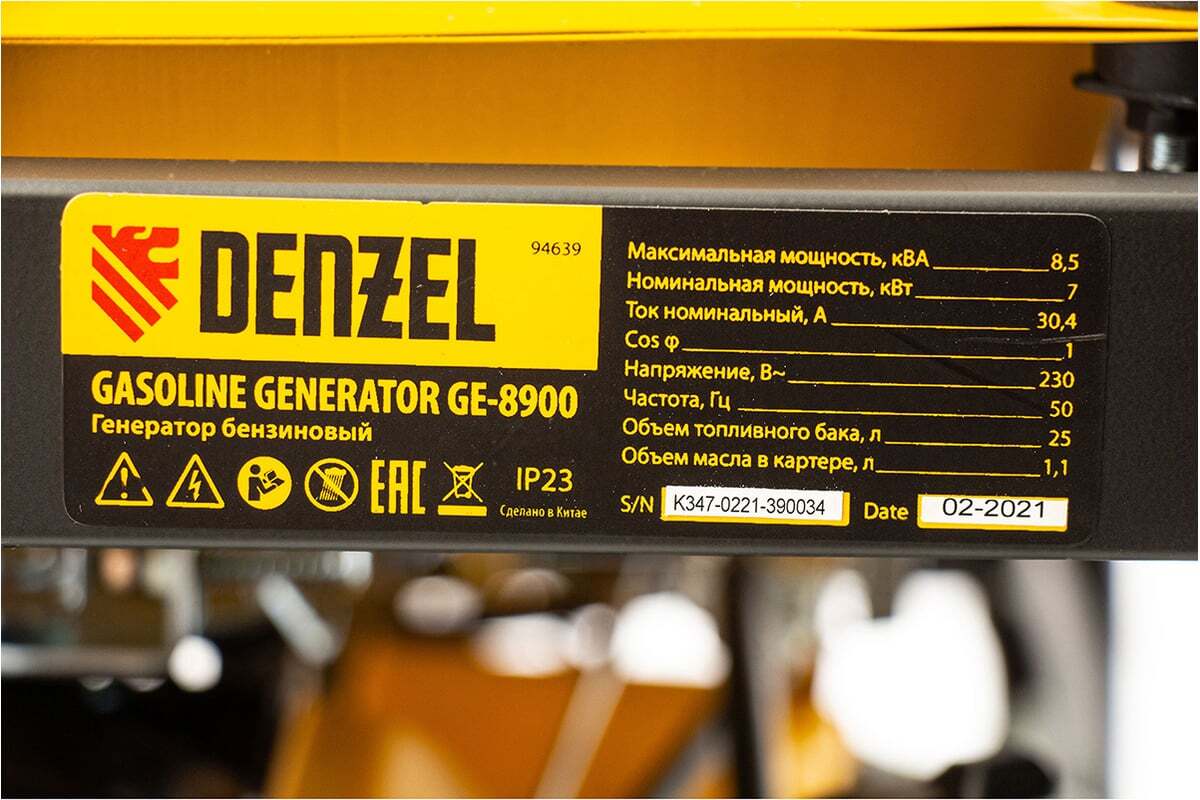 DENZEL
94639
GASOLINE GENERATOR GE-8900
Генератор бензиновый
EAC
IP23
Сделано в Китае
Максимальная мощность, кВА 8,5
Номинальная мощность, кВт 7
Ток номинальный, А 30,4
Cos φ 1
Напряжение, В~ 230
Частота, Гц 50
Объем топливного бака, л 25
Объем масла в картере, л 1,1
S/N K347-0221-390034 Date 02-2021